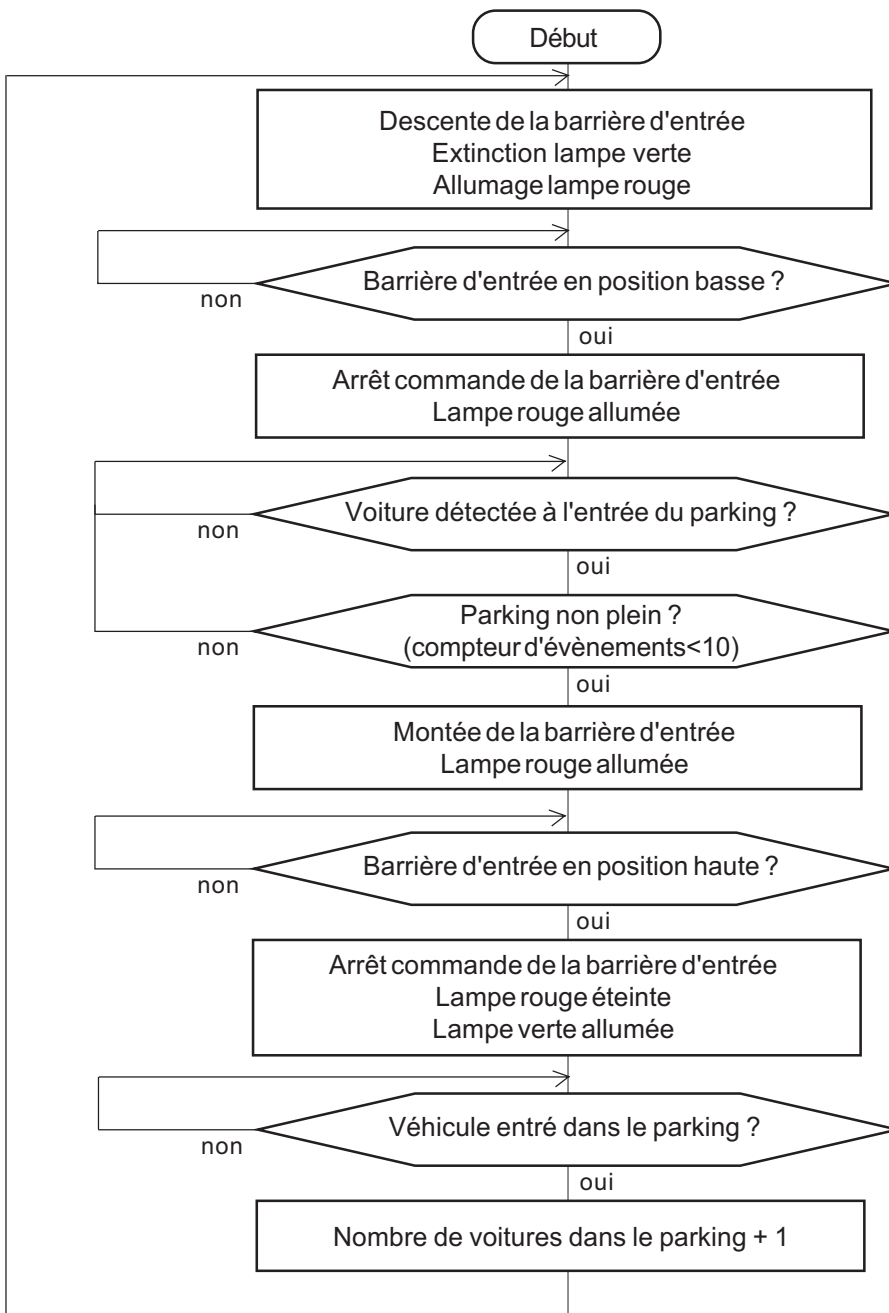 Début
Descente de la barrière d'entrée
Extinction lampe verte
Allumage lampe rouge
Barrière d'entrée en position basse ?
non
oui
Arrêt commande de la barrière d'entrée
Lampe rouge allumée
Voiture détectée à l'entrée du parking ?
non
oui
Parking non plein ?
(compteur d'évènements<10)
non
oui
Montée de la barrière d'entrée
Lampe rouge allumée
Barrière d'entrée en position haute ?
non
oui
Arrêt commande de la barrière d'entrée
Lampe rouge éteinte
Lampe verte allumée
Véhicule entré dans le parking ?
non
oui
Nombre de voitures dans le parking + 1